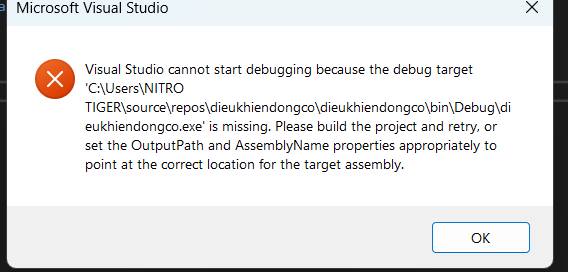 Microsoft Visual Studio
Visual Studio cannot start debugging because the debug target
'C:\Users\NITRO
TIGER\source\repos\dieukhiendongco\dieukhiendongco\bin\Debug\di
eukhiendongco.exe' is missing. Please build the project and retry, or
set the OutputPath and AssemblyName properties appropriately to
point at the correct location for the target assembly.
OK